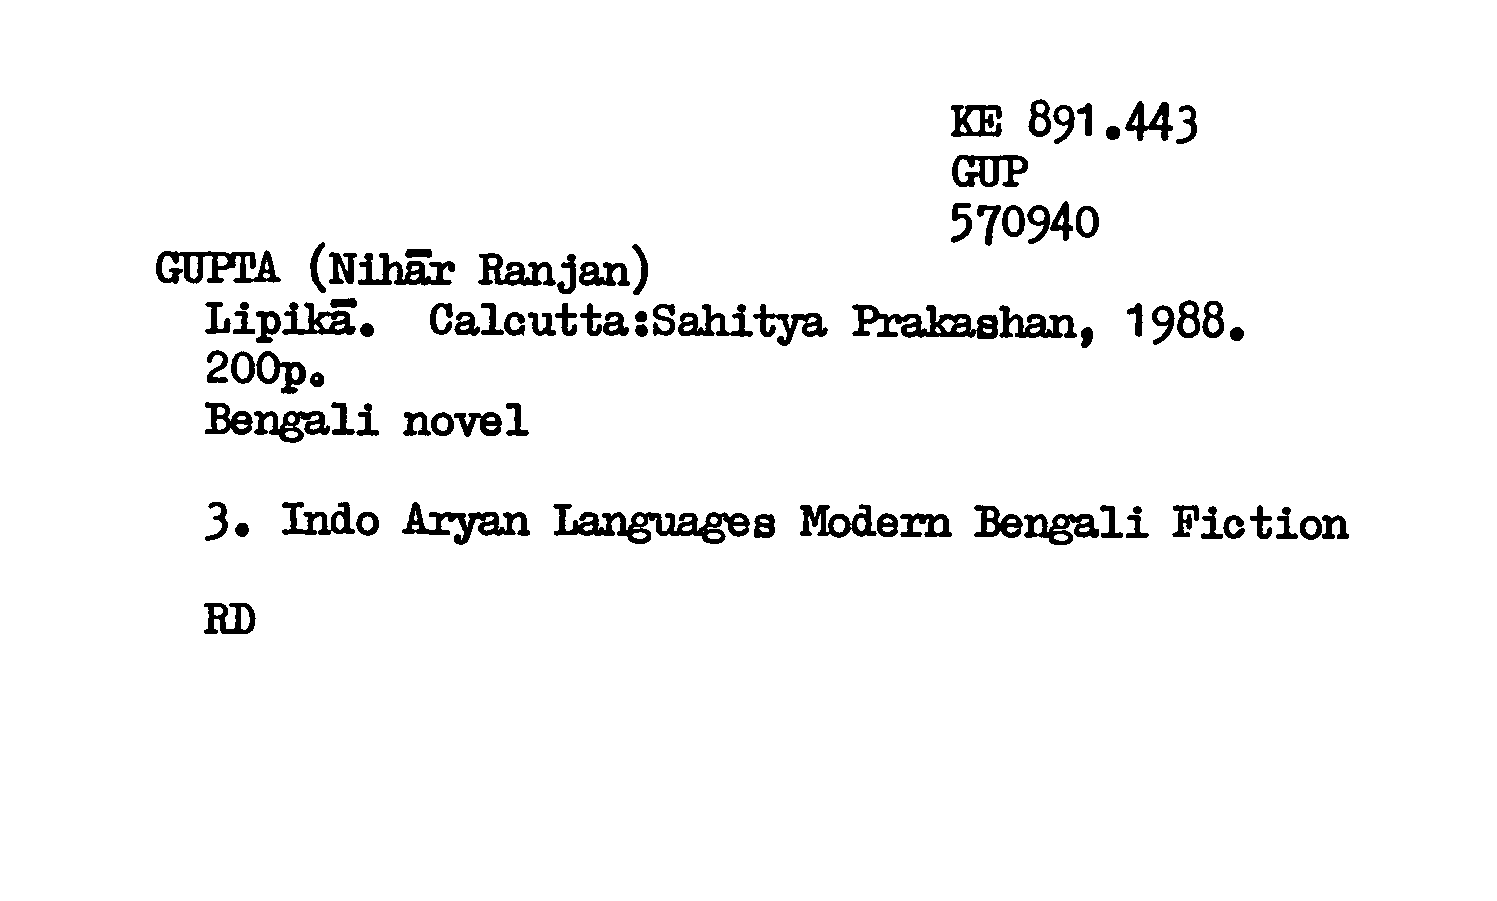 KE 891.443
GUP
570940
GUPTA (Nihār Ranjan)
Lipikā. Calcutta:Sahitya Prakashan, 1988.
200p.
Bengali novel
3. Indo Aryan Languages Modern Bengali Fiction
RD